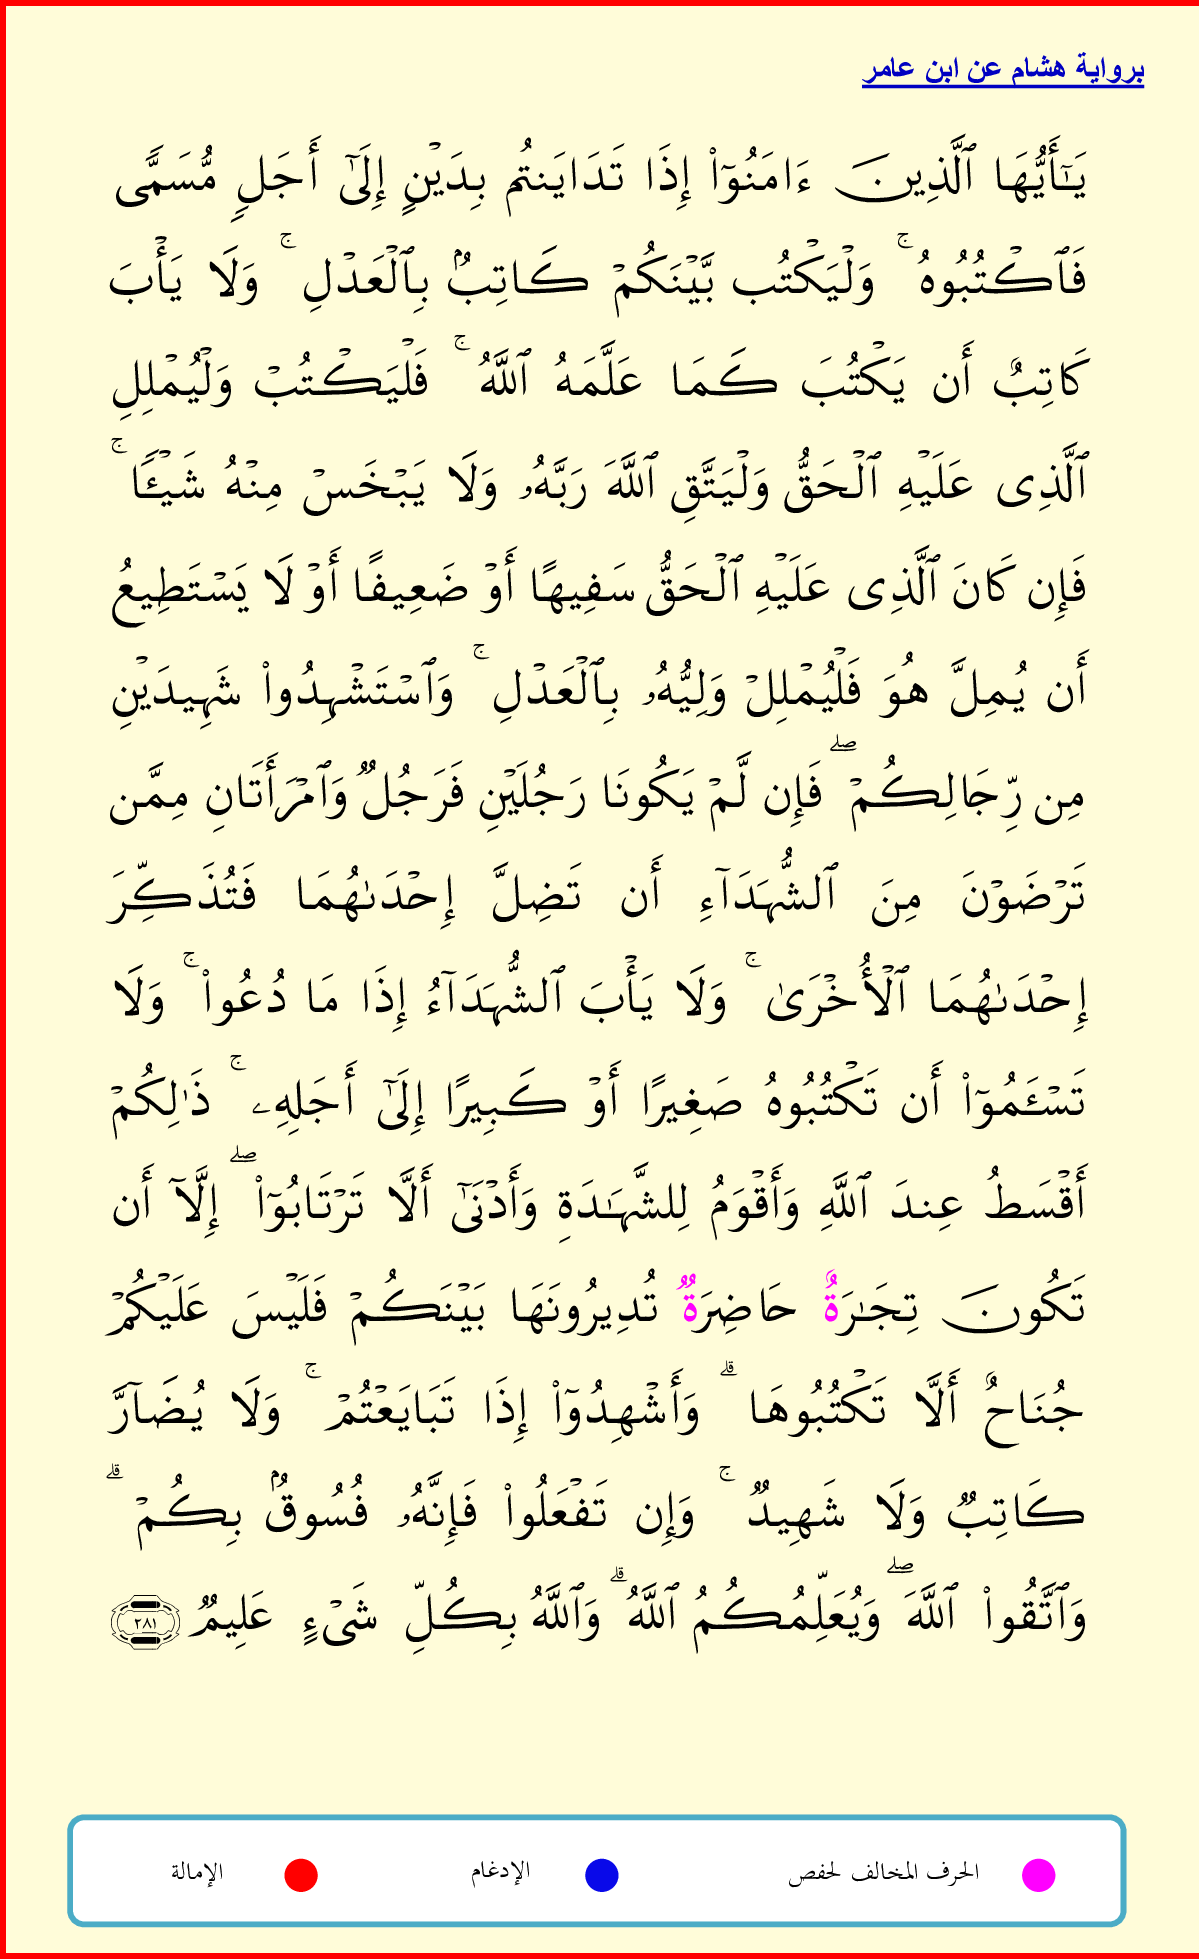 برواية هشام عن ابن عامر
يَـٰٓأَيُّهَا ٱلَّذِينَ ءَامَنُوٓا۟ إِذَا تَدَايَنتُم بِدَيْنٍ إِلَىٰٓ أَجَلٍ مُّسَمًّى
فَٱكْتُبُوهُ ۚ وَلْيَكْتُب بَّيْنَكُمْ كَاتِبٌۢ بِٱلْعَدْلِ ۚ وَلَا يَأْبَ
كَاتِبٌ أَن يَكْتُبَ كَمَا عَلَّمَهُ ٱللَّهُ ۚ فَلْيَكْتُبْ وَلْيُمْلِلِ
ٱلَّذِى عَلَيْهِ ٱلْحَقُّ وَلْيَتَّقِ ٱللَّهَ رَبَّهُۥ وَلَا يَبْخَسْ مِنْهُ شَيْـًٔا ۚ
فَإِن كَانَ ٱلَّذِى عَلَيْهِ ٱلْحَقُّ سَفِيهًا أَوْ ضَعِيفًا أَوْ لَا يَسْتَطِيعُ
أَن يُمِلَّ هُوَ فَلْيُمْلِلْ وَلِيُّهُۥ بِٱلْعَدْلِ ۚ وَٱسْتَشْهِدُوا۟ شَهِيدَيْنِ
مِن رِّجَالِكُمْ ۖ فَإِن لَّمْ يَكُونَا رَجُلَيْنِ فَرَجُلٌ وَٱمْرَأَتَانِ مِمَّن
تَرْضَوْنَ مِنَ ٱلشُّهَدَآءِ أَن تَضِلَّ إِحْدَىٰهُمَا فَتُذَكِّرَ
إِحْدَىٰهُمَا ٱلْأُخْرَىٰ ۚ وَلَا يَأْبَ ٱلشُّهَدَآءُ إِذَا مَا دُعُوا۟ ۚ وَلَا
تَسْـَٔمُوٓا۟ أَن تَكْتُبُوهُ صَغِيرًا أَوْ كَبِيرًا إِلَىٰٓ أَجَلِهِۦ ۚ ذَٰلِكُمْ
أَقْسَطُ عِندَ ٱللَّهِ وَأَقْوَمُ لِلشَّهَـٰدَةِ وَأَدْنَىٰٓ أَلَّا تَرْتَابُوٓا۟ ۖ إِلَّآ أَن
تَكُونَ تِجَـٰرَةٌ حَاضِرَةٌ تُدِيرُونَهَا بَيْنَكُمْ فَلَيْسَ عَلَيْكُمْ
جُنَاحٌ أَلَّا تَكْتُبُوهَا ۗ وَأَشْهِدُوٓا۟ إِذَا تَبَايَعْتُمْ ۚ وَلَا يُضَآرَّ
كَاتِبٌ وَلَا شَهِيدٌ ۚ وَإِن تَفْعَلُوا۟ فَإِنَّهُۥ فُسُوقٌۢ بِكُمْ ۗ
وَٱتَّقُوا۟ ٱللَّهَ ۖ وَيُعَلِّمُكُمُ ٱللَّهُ ۗ وَٱللَّهُ بِكُلِّ شَىْءٍ عَلِيمٌ ٢٨١
الحرف المخالف لحفص الإدغام الإمالة